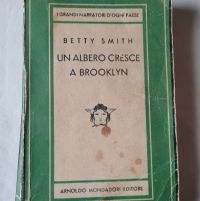 I GRANDI NARRATORI D'OGNI PAESE
BETTY SMITH
UN ALBERO CRESCE
A BROOKLYN
ARNOLDO MONDADORI EDITORE